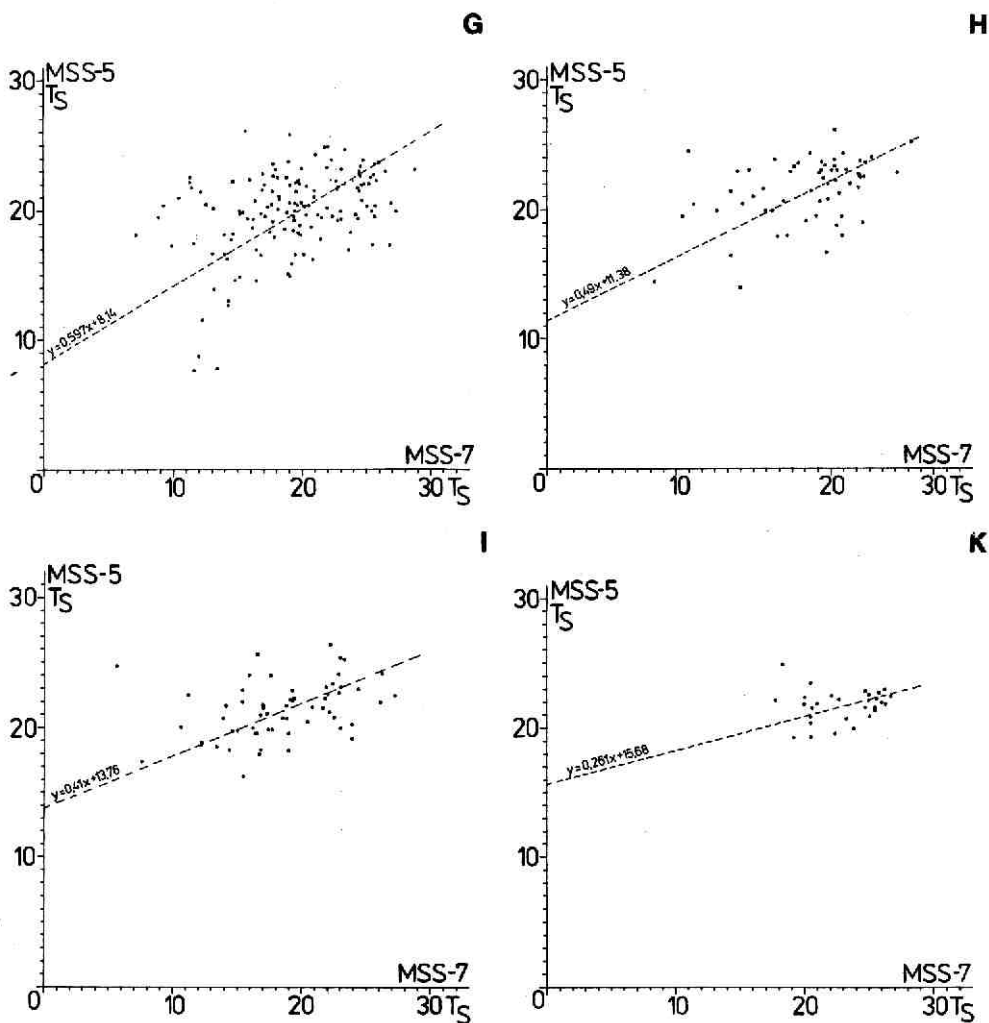 G
MSS-5
TS
30
20
10
y=0.597x+8.14
MSS-7
0 10 20 30 TS
H
MSS-5
TS
30
20
10
y=0,49x+11,38
MSS-7
0 10 20 30 TS
I
MSS-5
TS
30
20
10
y=0,41x+13,76
MSS-7
0 10 20 30 TS
K
MSS-5
TS
30
20
10
y=0,261x+15,68
MSS-7
0 10 20 30 TS